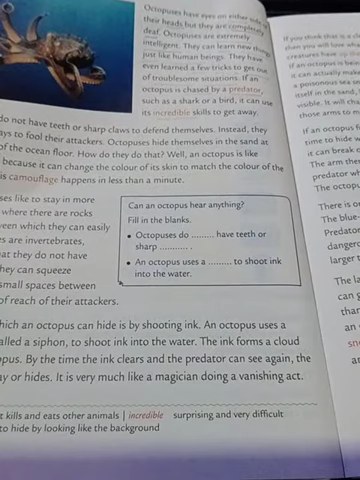 Octopuses have eyes on either side of
their heads but they are completely
deaf. Octopuses are extremely
intelligent. They can learn new things
just like human beings. They have
even learned a few tricks to get out
of troublesome situations. If an
octopus is chased by a predator,
such as a shark or a bird, it can use
its incredible skills to get away.
do not have teeth or sharp claws to defend themselves. Instead, they
ays to fool their attackers. Octopuses hide themselves in the sand at
of the ocean floor. How do they do that? Well, an octopus is like
because it can change the colour of its skin to match the colour of the
is camouflage happens in less than a minute.
ses like to stay in more
where there are rocks
ween which they can easily
es are invertebrates,
hat they do not have
hey can squeeze
small spaces between
of reach of their attackers.
Can an octopus hear anything?
Fill in the blanks.
• Octopuses do ......... have teeth or
sharp ........... .
• An octopus uses a ......... to shoot ink
into the water.
hich an octopus can hide is by shooting ink. An octopus uses a
alled a siphon, to shoot ink into the water. The ink forms a cloud
opus. By the time the ink clears and the predator can see again, the
ay or hides. It is very much like a magician doing a vanishing act.
t kills and eats other animals | incredible surprising and very difficult
to hide by looking like the background
If you think that is a
then you will love
creatures have
If an octopus is bein
it can actually make
a poisonous sea
itself in the sand,
visible. It will
those arms to m
If an octopus
time to hide w
it can break o
The arm the
predator wh
The octop
There is o
The blue-
Predator
danger
larger t
The la
can g
than
an
sn
at